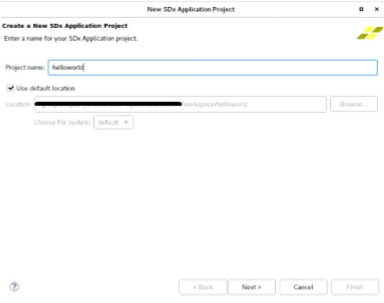 New SDx Application Project
Create a New SDx Application Project
Enter a name for your SDx Application project.
Project name: helloworld
Use default location
Location: /workspace/helloworld Browse...
Choose file system: default
< Back Next > Cancel Finish